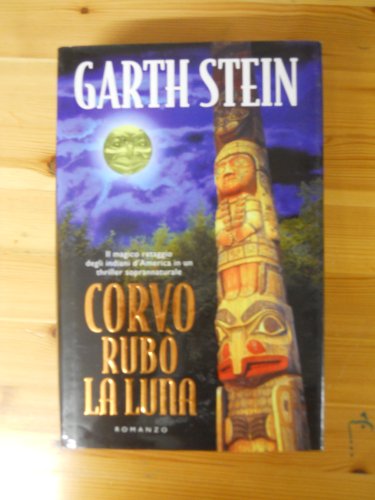 GARTH STEIN
Il magico retaggio
degli indiani d'America in un
thriller soprannaturale
CORVO
RUBÒ
LA LUNA
ROMANZO